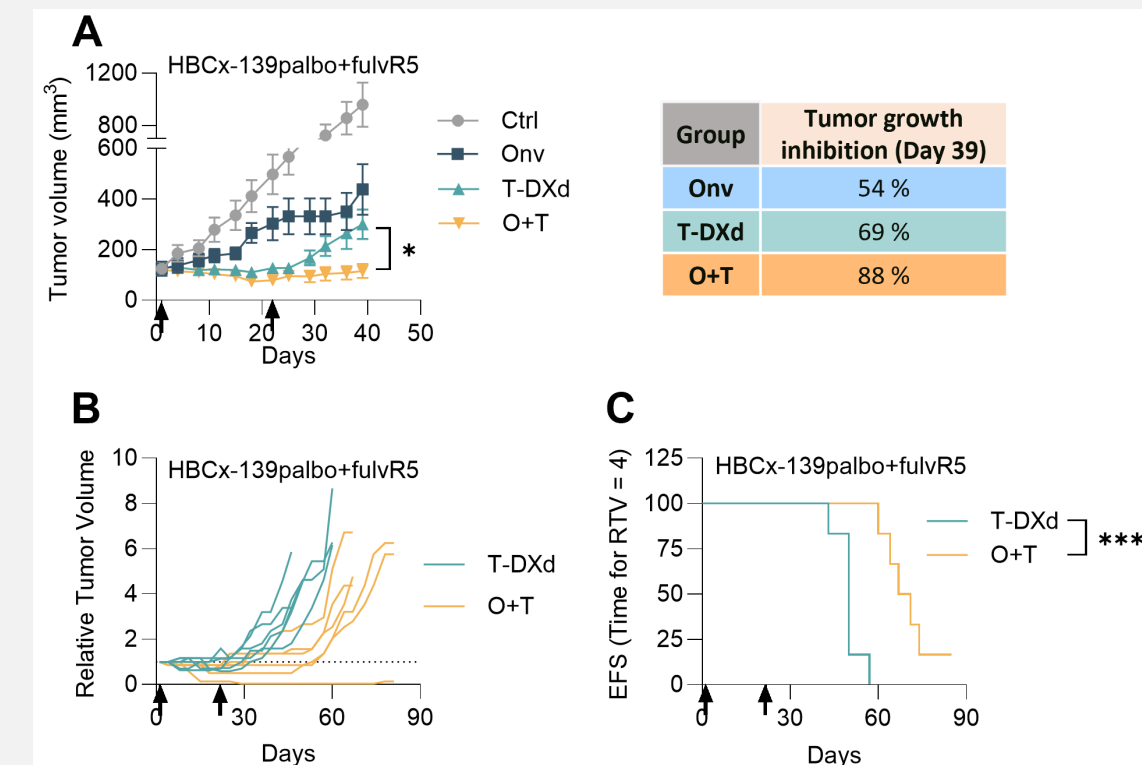 A
HBCx-139palbo+fulvR5
Tumor volume (mm³)
1200
800
600
400
200
0
0 10 20 30 40 50
Days
Ctrl
Onv
T-DXd
O+T
*
Group Tumor growth
inhibition (Day 39)
Onv 54 %
T-DXd 69 %
O+T 88 %
B
HBCx-139palbo+fulvR5
Relative Tumor Volume
10
8
6
4
2
0
0 30 60 90
Days
T-DXd
O+T
C
HBCx-139palbo+fulvR5
EFS (Time for RTV = 4)
125
100
75
50
25
0
0 30 60 90
Days
T-DXd
O+T
***